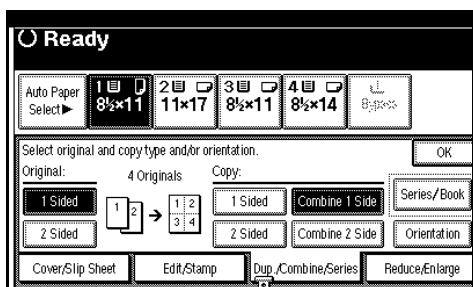 Ready
Auto Paper Select▶
1 8½×11
2 11×17
3 8½×11
4 8½×14
Select original and copy type and/or orientation.
OK
Original:
4 Originals
Copy:
1 Sided
1 2
1 2
3 4
1 Sided
Combine 1 Side
Series/Book
2 Sided
2 Sided
Combine 2 Side
Orientation
Cover/Slip Sheet
Edit/Stamp
Dup./Combine/Series
Reduce/Enlarge